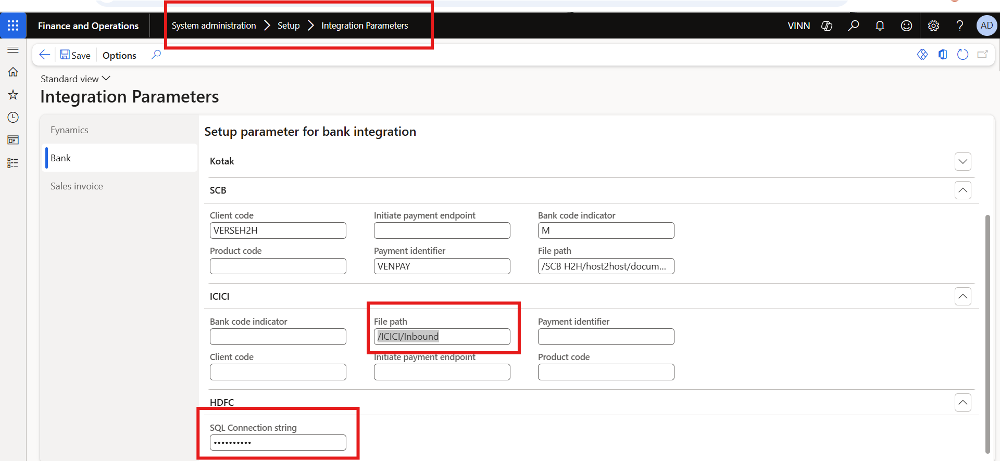 Finance and Operations
System administration > Setup > Integration Parameters
VINN
AD
Save
Options
Standard view
Integration Parameters
Fynamics
Bank
Sales invoice
Setup parameter for bank integration
Kotak
SCB
Client code
Initiate payment endpoint
Bank code indicator
VERSEH2H
M
Product code
Payment identifier
File path
VENPAY
/SCB H2H/host2host/docum...
ICICI
Bank code indicator
File path
Payment identifier
/ICICI/Inbound
Client code
Initiate payment endpoint
Product code
HDFC
SQL Connection string
••••••••••